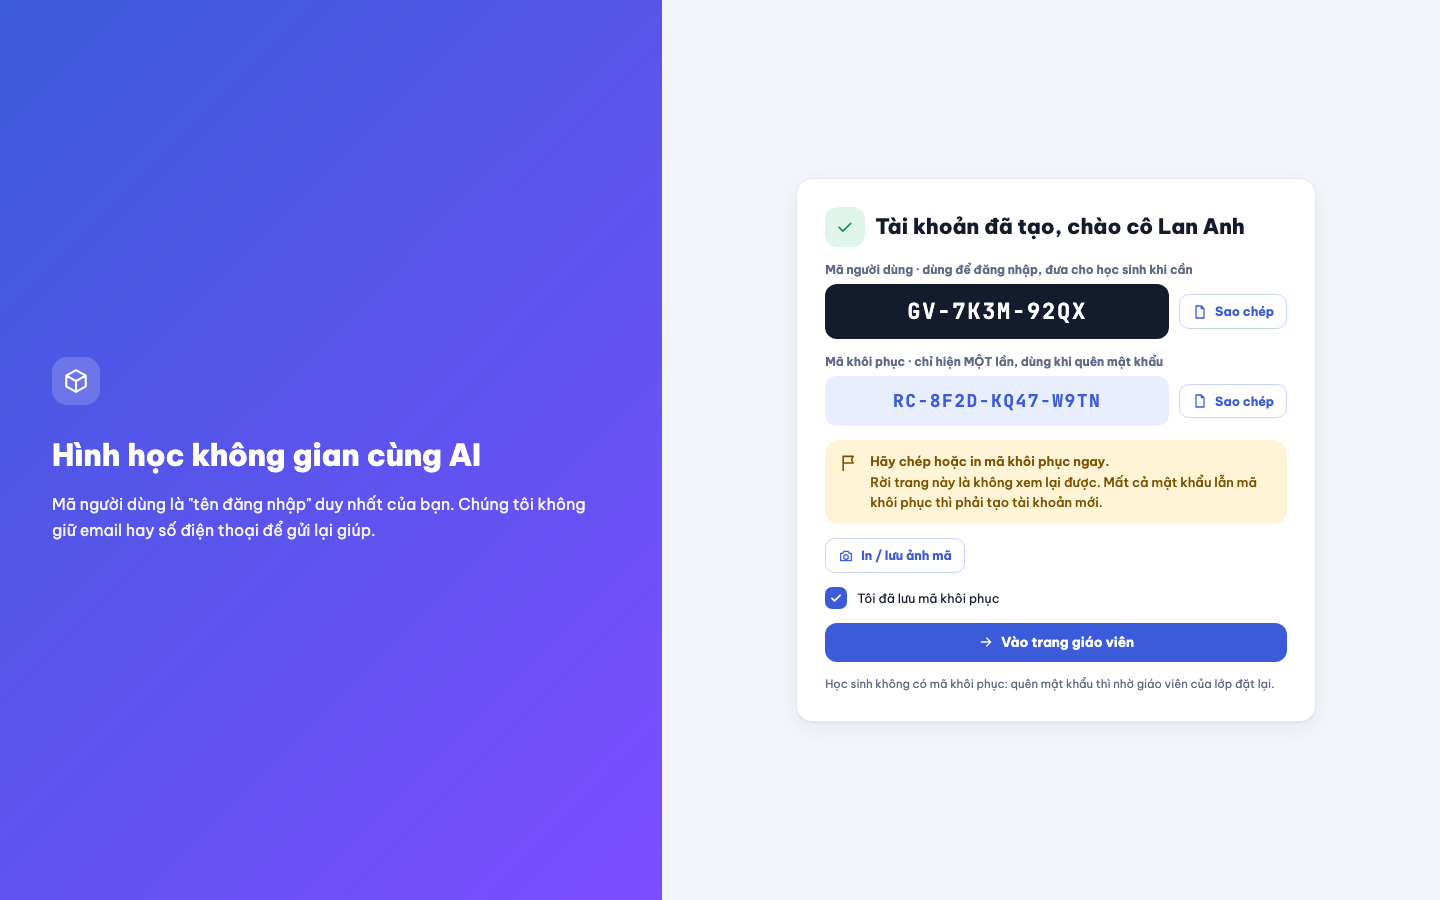 Hình học không gian cùng AI
Mã người dùng là "tên đăng nhập" duy nhất của bạn. Chúng tôi không
giữ email hay số điện thoại để gửi lại giúp.
Tài khoản đã tạo, chào cô Lan Anh
Mã người dùng · dùng để đăng nhập, đưa cho học sinh khi cần
GV-7K3M-92QX
Sao chép
Mã khôi phục · chỉ hiện MỘT lần, dùng khi quên mật khẩu
RC-8F2D-KQ47-W9TN
Sao chép
Hãy chép hoặc in mã khôi phục ngay.
Rời trang này là không xem lại được. Mất cả mật khẩu lẫn mã
khôi phục thì phải tạo tài khoản mới.
In / lưu ảnh mã
Tôi đã lưu mã khôi phục
Vào trang giáo viên
Học sinh không có mã khôi phục: quên mật khẩu thì nhờ giáo viên của lớp đặt lại.